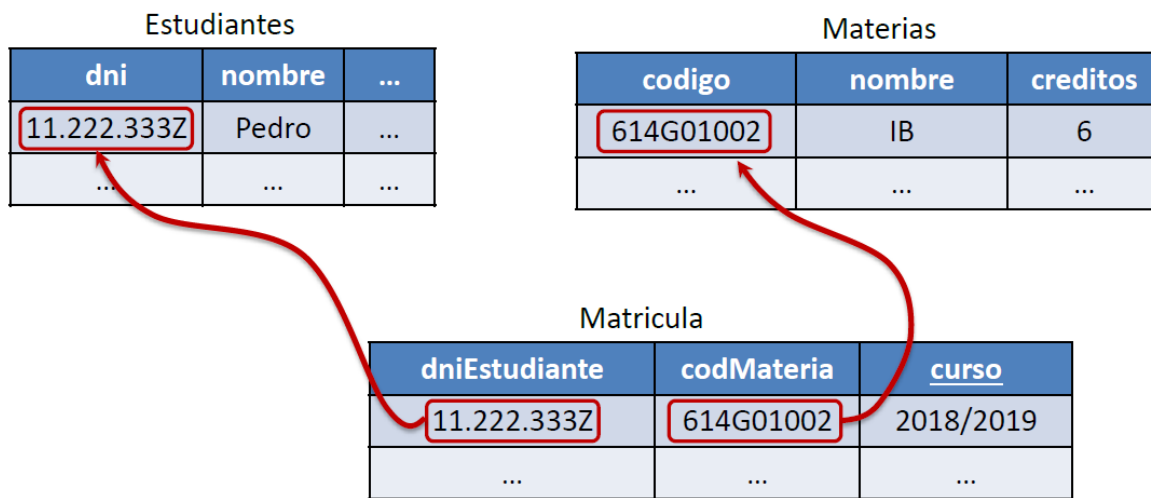 Estudiantes
dni nombre ...
11.222.333Z Pedro ...
... ... ...
Materias
codigo nombre creditos
614G01002 IB 6
... ... ...
Matricula
dniEstudiante codMateria curso
11.222.333Z 614G01002 2018/2019
... ... ...